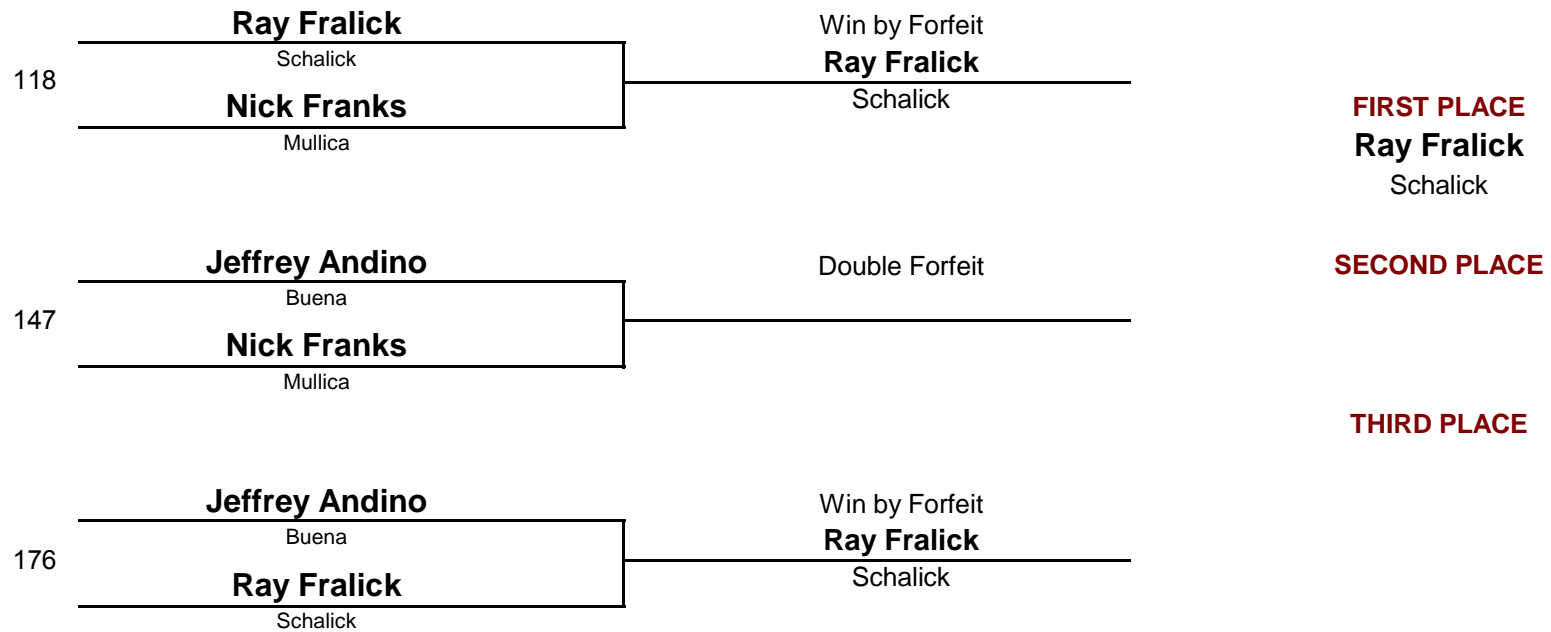 Ray Fralick
Schalick
118
Nick Franks
Mullica
Win by Forfeit
Ray Fralick
Schalick
FIRST PLACE
Ray Fralick
Schalick
Jeffrey Andino
Buena
147
Nick Franks
Mullica
Double Forfeit
SECOND PLACE
THIRD PLACE
Jeffrey Andino
Buena
176
Ray Fralick
Schalick
Win by Forfeit
Ray Fralick
Schalick